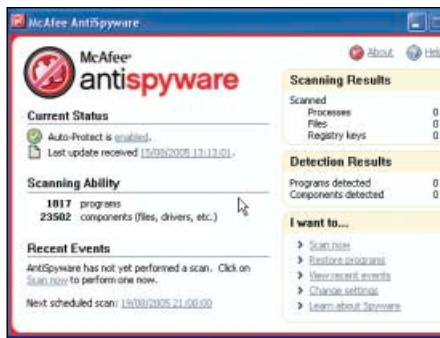 McAfee AntiSpyware
McAfee®
antispyware
Current Status
Auto-Protect is enabled.
Last update received 15/08/2005 13:13:01.
Scanning Ability
1817 programs
23502 components (files, drivers, etc.)
Recent Events
AntiSpyware has not yet performed a scan. Click on
Scan now to perform one now.
Next scheduled scan: 19/08/2005 21:00:00
About
Scanning Results
Scanned
Processes 0
Files 0
Registry keys 0
Detection Results
Programs detected 0
Components detected 0
I want to...
Scan now
Restore programs
View recent events
Change settings
Learn about Spyware